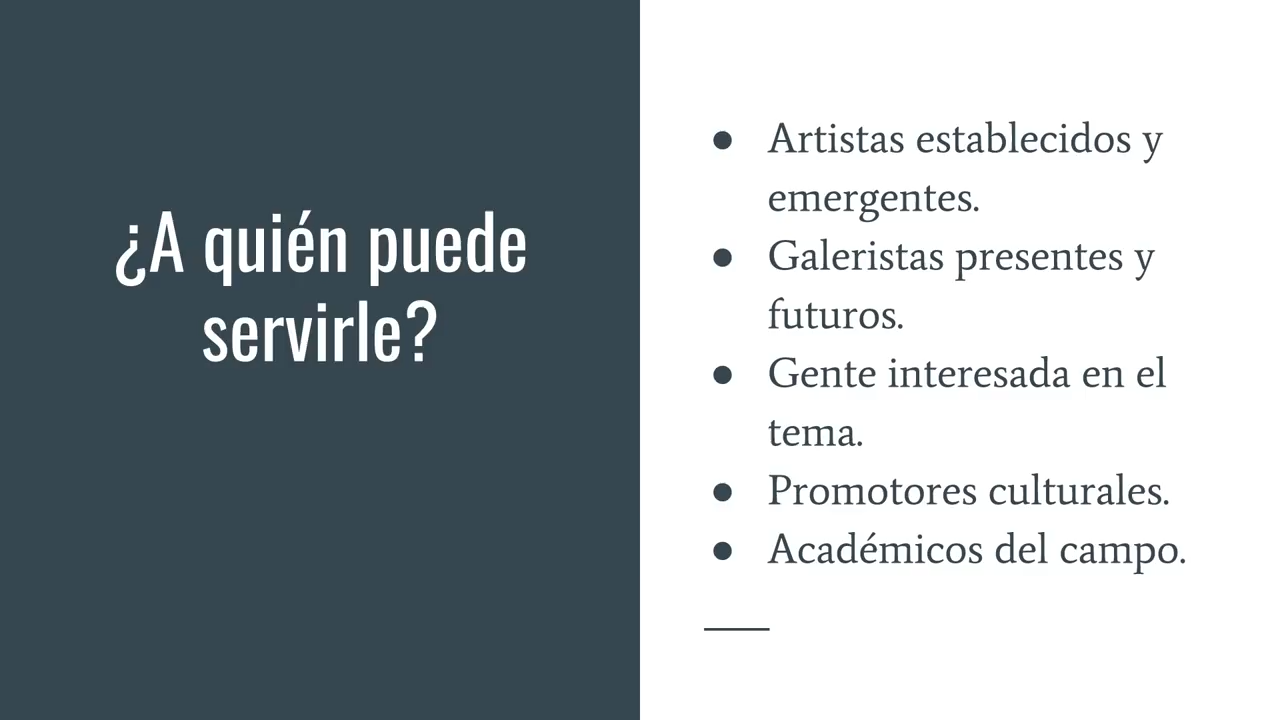 ¿A quién puede
servirle?
● Artistas establecidos y
emergentes.
● Galeristas presentes y
futuros.
● Gente interesada en el
tema.
● Promotores culturales.
● Académicos del campo.